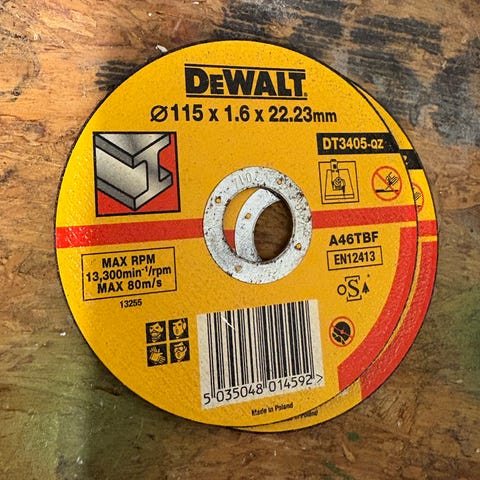 DEWALT
Ø115 x 1.6 x 22.23mm
DT3405-QZ
A46TBF
EN12413
MAX RPM
13,300min⁻¹/rpm
MAX 80m/s
13255
oSA
5 035048 014592>
Made in Poland